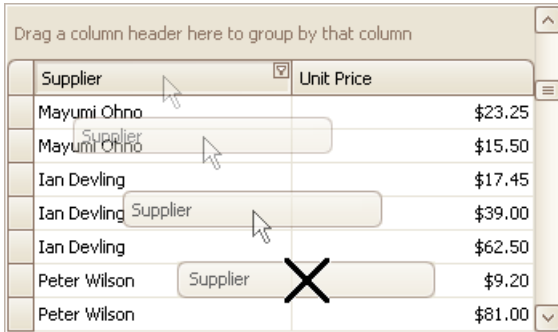 Drag a column header here to group by that column
Supplier Unit Price
Mayumi Ohno $23.25
Supplier
Mayumi Ohno $15.50
Ian Devling $17.45
Ian Devling Supplier $39.00
Ian Devling $62.50
Peter Wilson Supplier $9.20
Peter Wilson $81.00